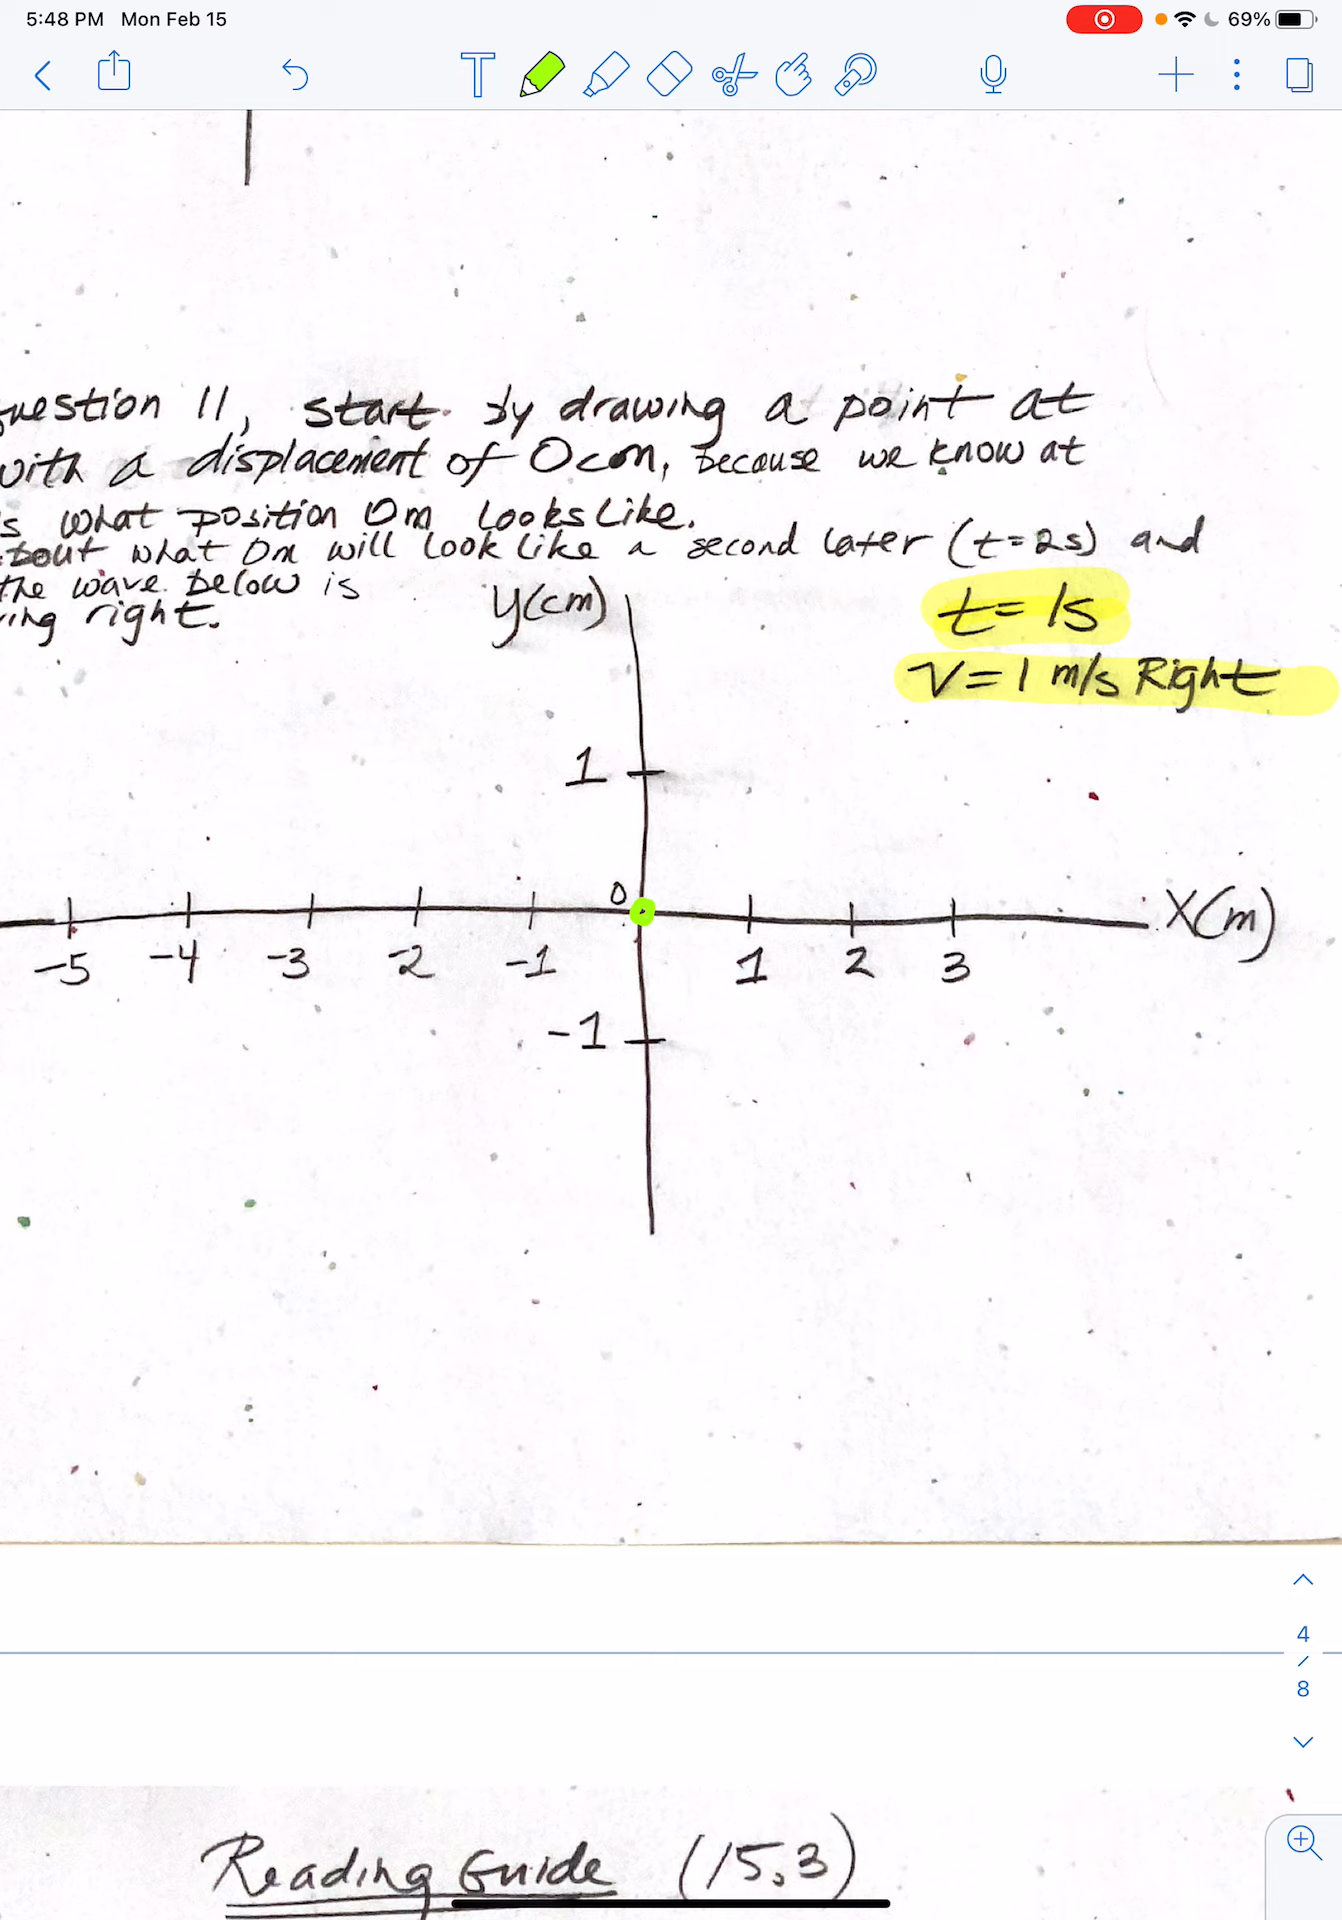 5:48 PM Mon Feb 15 69%
T
uestion 11, start by drawing a point at
with a displacement of 0cm, because we know at
s what position 0m looks like.
bout what 0m will look like a second later (t=2s) and
the wave below is
ing right.
y(cm)
t=1s
v=1 m/s Right
1
0
X(m)
-5 -4 -3 -2 -1 1 2 3
-1
4
/
8
Reading Guide (15.3)